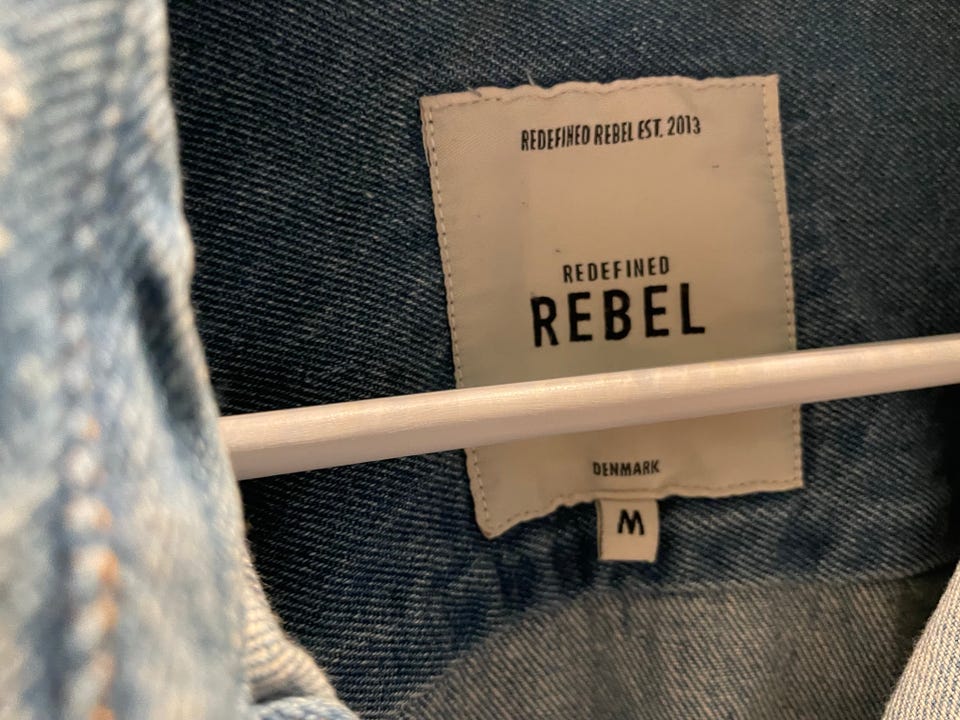 REDEFINED REBEL EST. 2013
REDEFINED
REBEL
DENMARK
M